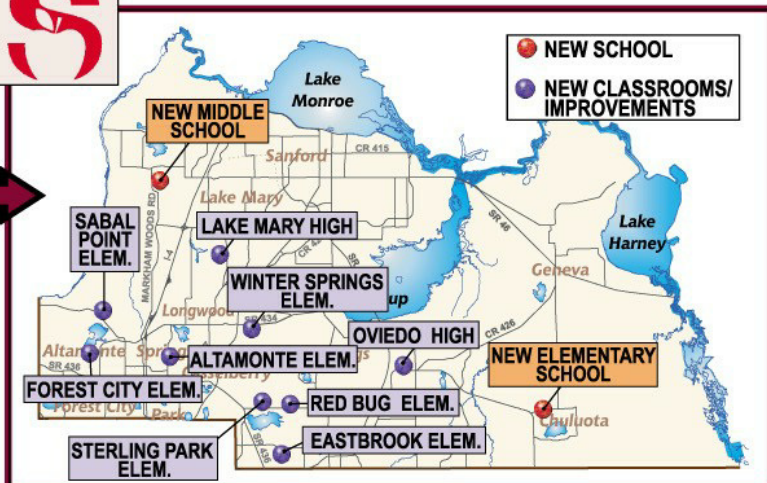 NEW SCHOOL
NEW CLASSROOMS/
IMPROVEMENTS
Lake
Monroe
NEW MIDDLE
SCHOOL
Sanford
CR 415
Lake Mary
SABAL
POINT
ELEM.
MARKHAM WOODS RD
I-4
LAKE MARY HIGH
SR 46
Lake
Harney
Geneva
WINTER SPRINGS
ELEM.
up
Longwood
SR 434
OVIEDO HIGH
CR 426
NEW ELEMENTARY
SCHOOL
SR 436
ALTAMONTE ELEM.
FOREST CITY ELEM.
Forest City
Park
RED BUG ELEM.
Chuluota
STERLING PARK
ELEM.
SR 436
EASTBROOK ELEM.